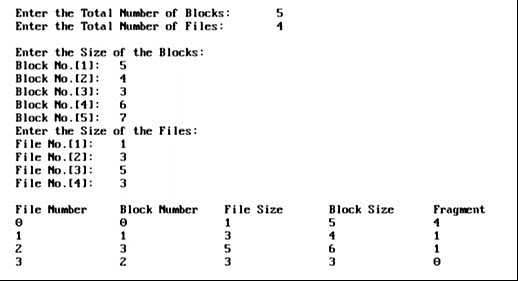 Enter the Total Number of Blocks: 5
Enter the Total Number of Files: 4
Enter the Size of the Blocks:
Block No.[1]: 5
Block No.[2]: 4
Block No.[3]: 3
Block No.[4]: 6
Block No.[5]: 7
Enter the Size of the Files:
File No.[1]: 1
File No.[2]: 3
File No.[3]: 5
File No.[4]: 3
File Number Block Number File Size Block Size Fragment
0 0 1 5 4
1 1 3 4 1
2 3 5 6 1
3 2 3 3 0